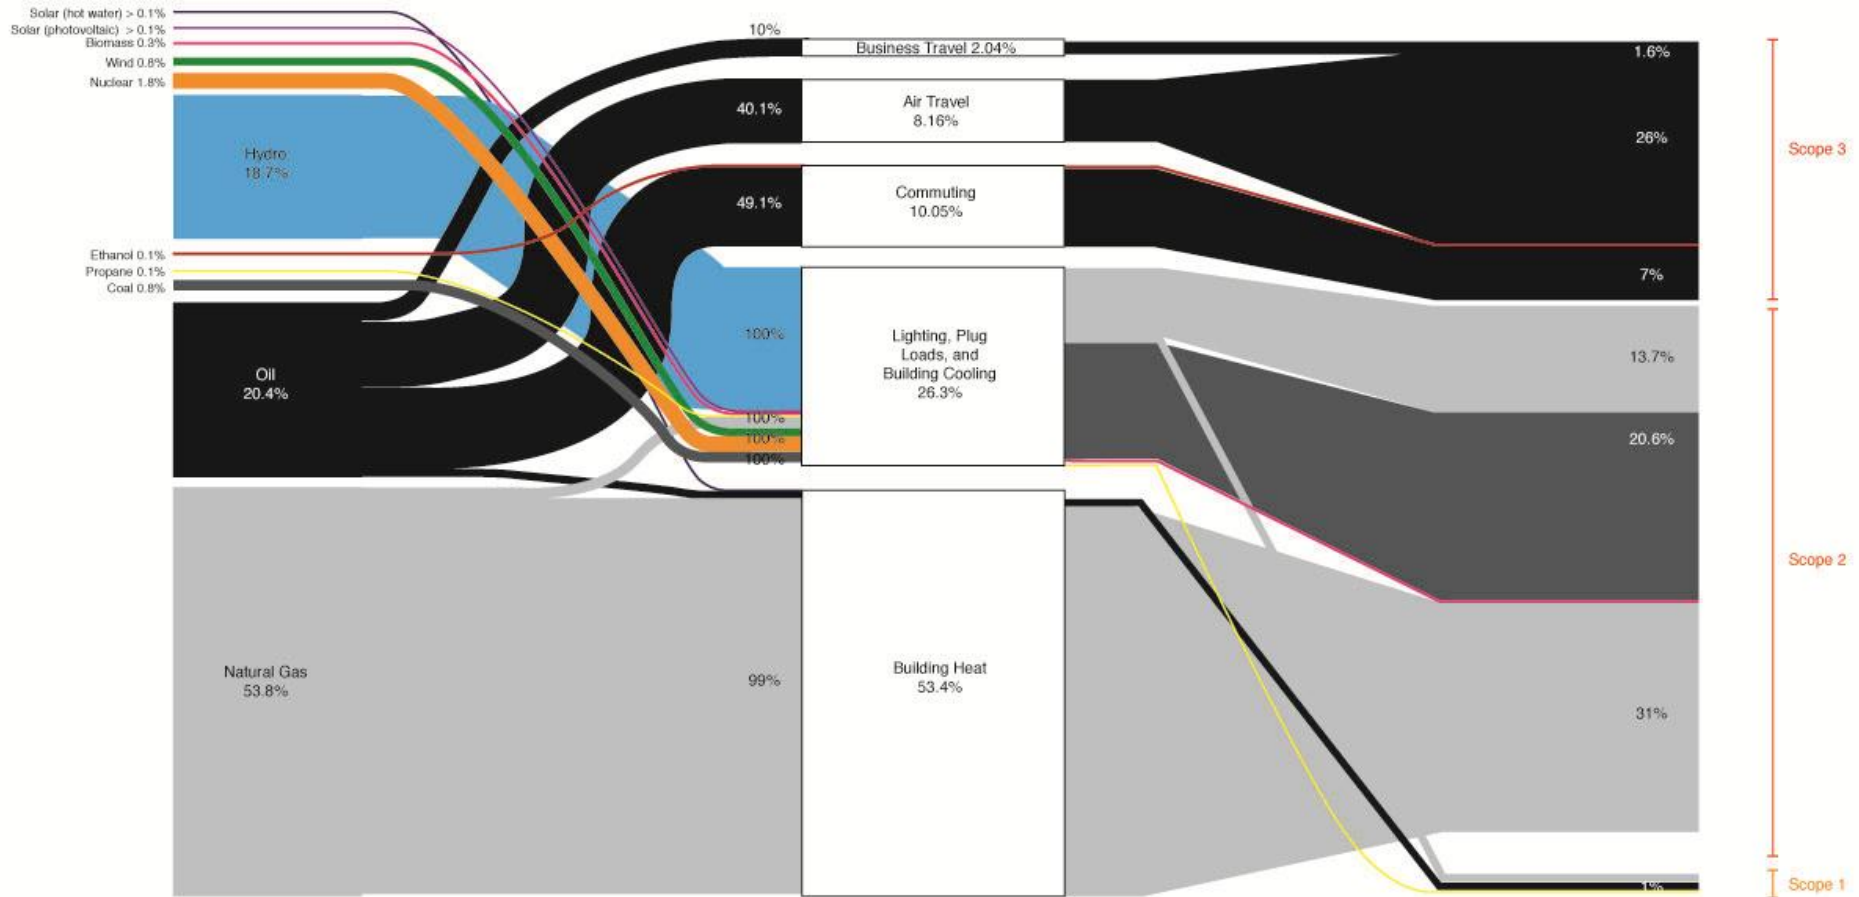 Solar (hot water) > 0.1%
Solar (photovoltaic) > 0.1%
Biomass 0.3%
Wind 0.8%
Nuclear 1.8%
Hydro
18.7%
Ethanol 0.1%
Propane 0.1%
Coal 0.8%
Oil
20.4%
Natural Gas
53.8%
10%
40.1%
49.1%
100%
100%
100%
100%
99%
Business Travel 2.04%
Air Travel
8.16%
Commuting
10.05%
Lighting, Plug
Loads, and
Building Cooling
26.3%
Building Heat
53.4%
1.6%
26%
7%
13.7%
20.6%
31%
1%
Scope 3
Scope 2
Scope 1